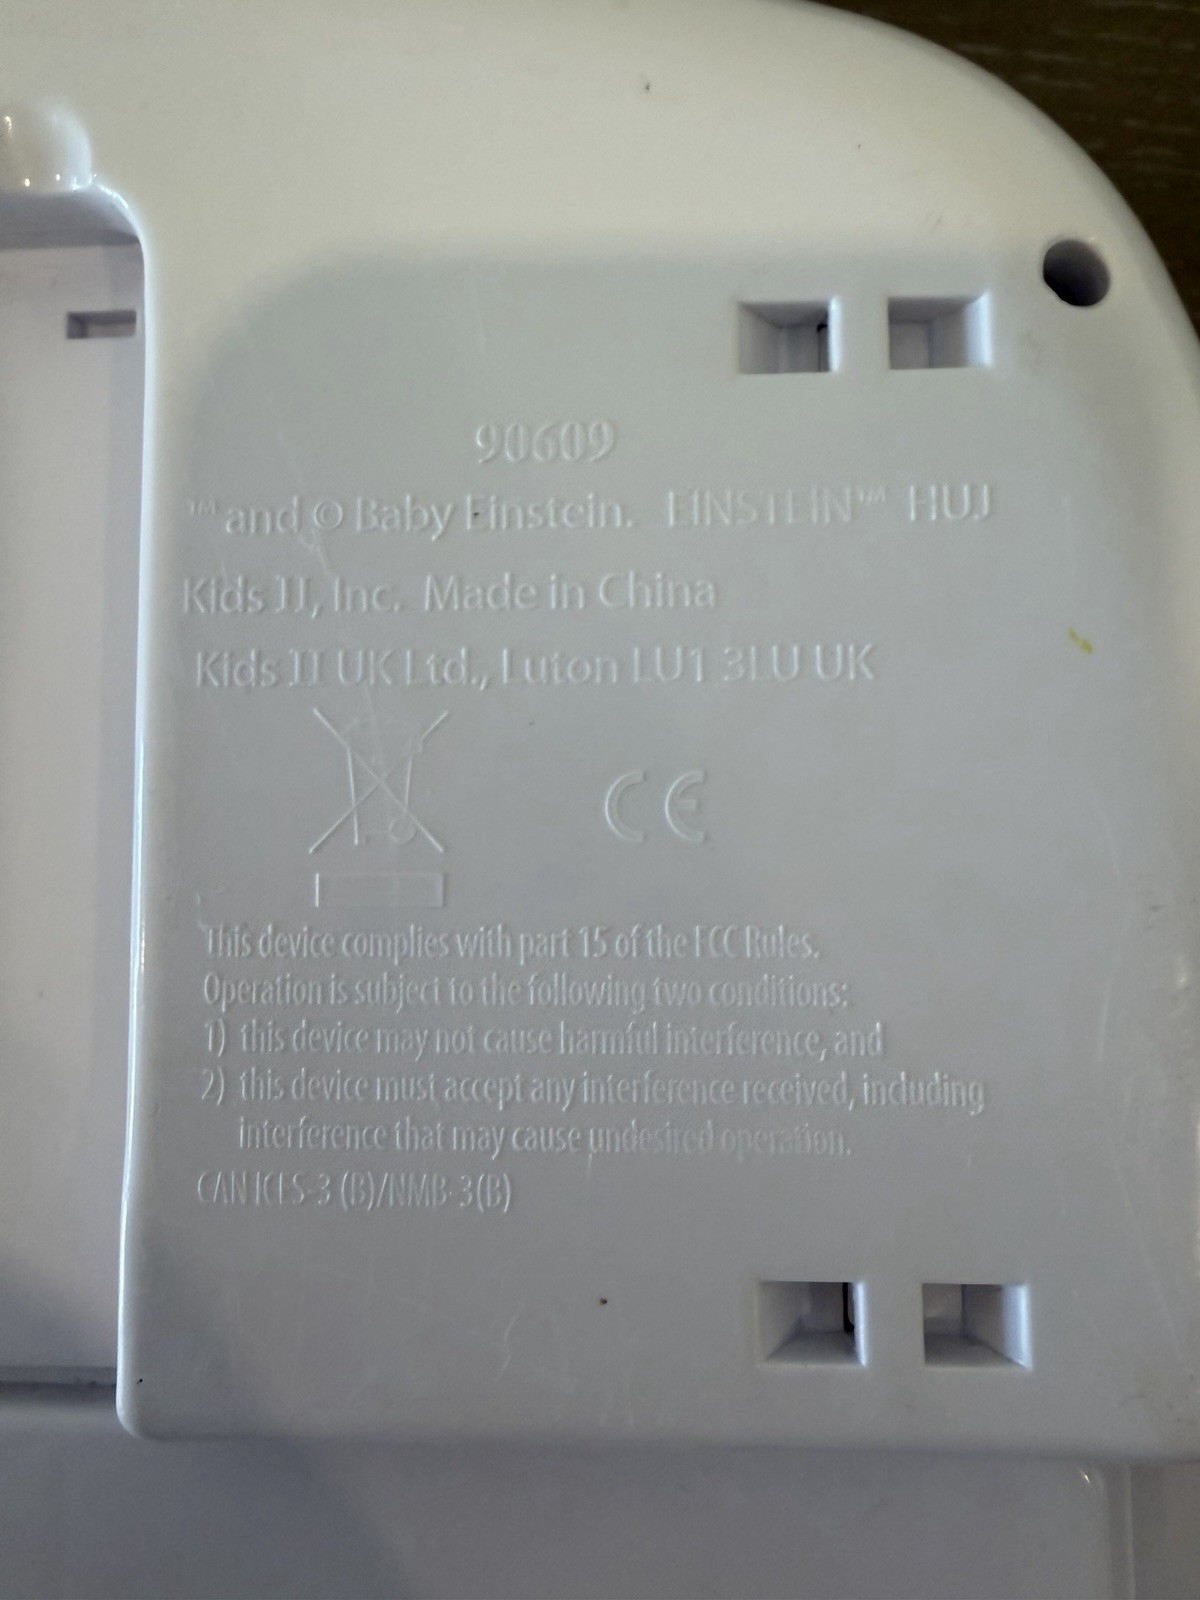 90609
™ and © Baby Einstein. EINSTEIN™ HUJ
Kids II, Inc. Made in China
Kids II UK Ltd., Luton LU1 3LU UK
CE
This device complies with part 15 of the FCC Rules.
Operation is subject to the following two conditions:
1) this device may not cause harmful interference, and
2) this device must accept any interference received, including
interference that may cause undesired operation.
CAN ICES-3 (B)/NMB-3(B)